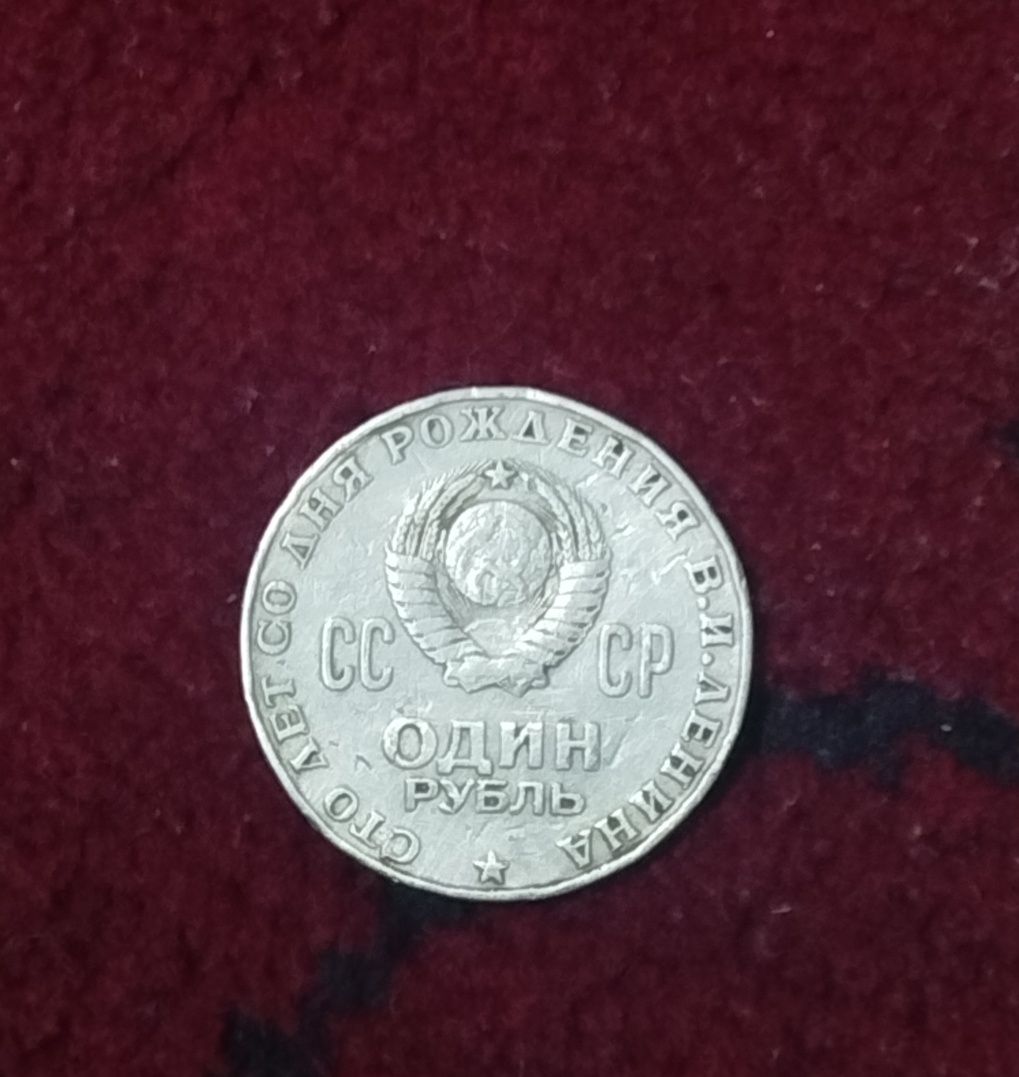 СТО ЛЕТ СО ДНЯ РОЖДЕНИЯ В.И.ЛЕНИНА
СС СР
ОДИН
РУБЛЬ